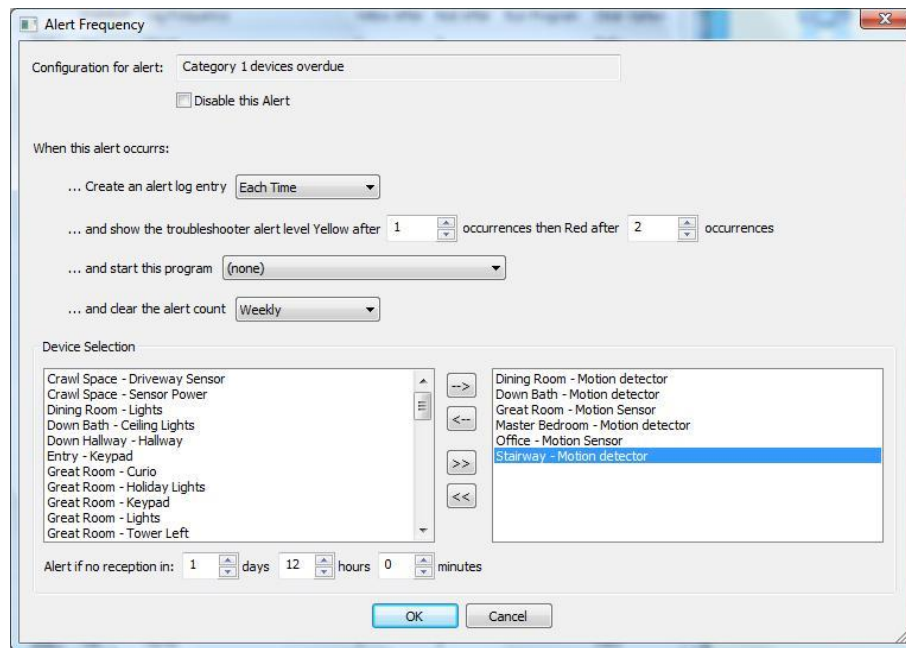 Alert Frequency
Configuration for alert: Category 1 devices overdue
Disable this Alert
When this alert occurrs:
... Create an alert log entry Each Time
... and show the troubleshooter alert level Yellow after 1 occurrences then Red after 2 occurrences
... and start this program (none)
... and clear the alert count Weekly
Device Selection
Crawl Space - Driveway Sensor
Crawl Space - Sensor Power
Dining Room - Lights
Down Bath - Ceiling Lights
Down Hallway - Hallway
Entry - Keypad
Great Room - Curio
Great Room - Holiday Lights
Great Room - Keypad
Great Room - Lights
Great Room - Tower Left
-->
<--
>>
<<
Dining Room - Motion detector
Down Bath - Motion detector
Great Room - Motion Sensor
Master Bedroom - Motion detector
Office - Motion Sensor
Stairway - Motion detector
Alert if no reception in: 1 days 12 hours 0 minutes
OK Cancel